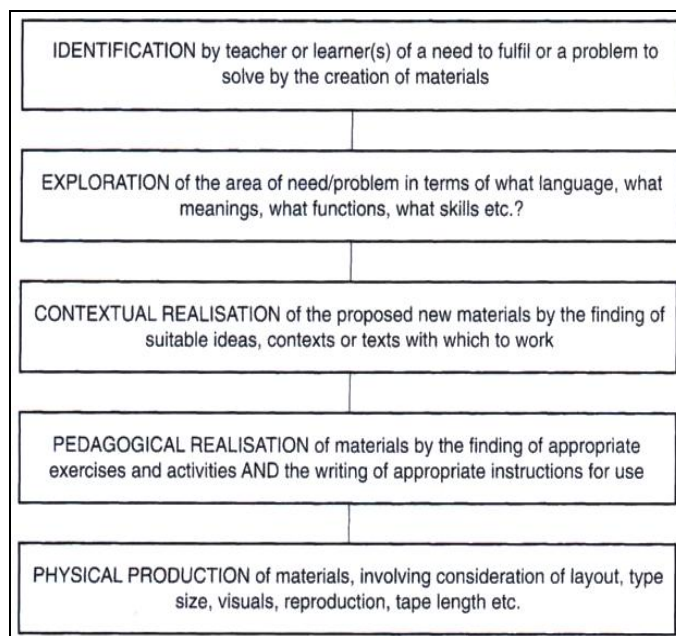 IDENTIFICATION by teacher or learner(s) of a need to fulfil or a problem to
solve by the creation of materials
EXPLORATION of the area of need/problem in terms of what language, what
meanings, what functions, what skills etc.?
CONTEXTUAL REALISATION of the proposed new materials by the finding of
suitable ideas, contexts or texts with which to work
PEDAGOGICAL REALISATION of materials by the finding of appropriate
exercises and activities AND the writing of appropriate instructions for use
PHYSICAL PRODUCTION of materials, involving consideration of layout, type
size, visuals, reproduction, tape length etc.